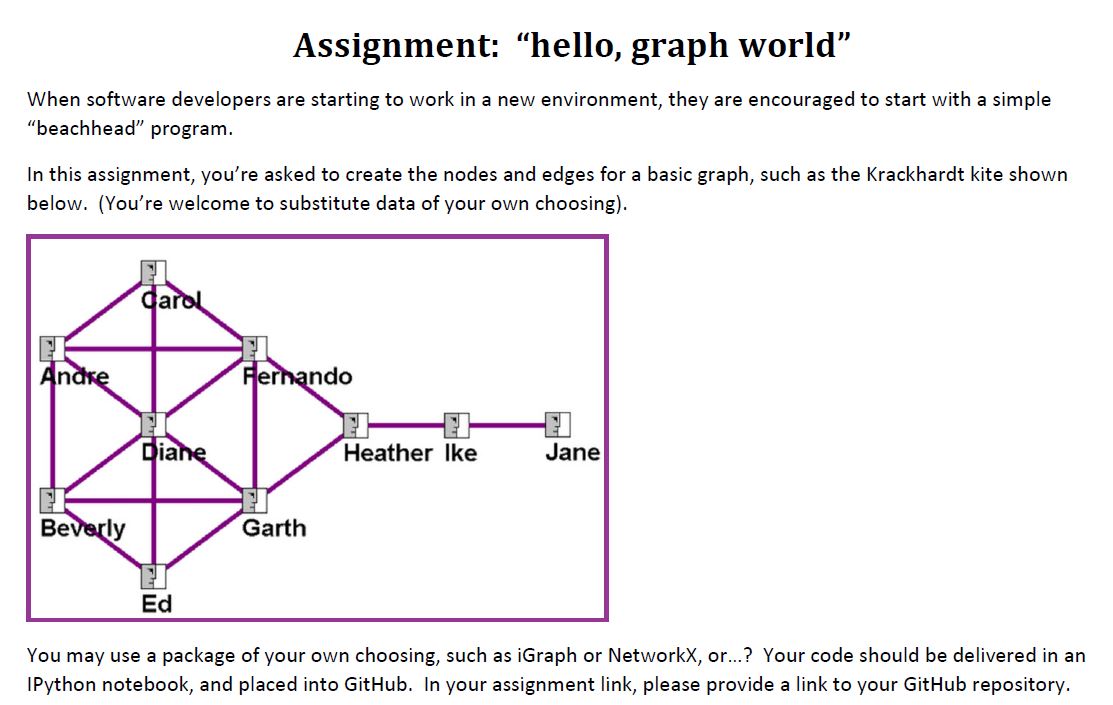 Assignment:  “hello, graph world”
When software developers are starting to work in a new environment, they are encouraged to start with a simple
“beachhead” program.
In this assignment, you’re asked to create the nodes and edges for a basic graph, such as the Krackhardt kite shown
below.  (You’re welcome to substitute data of your own choosing).
Carol
Andre
Fernando
Diane
Heather
Ike
Jane
Beverly
Garth
Ed
You may use a package of your own choosing, such as iGraph or NetworkX, or...?  Your code should be delivered in an
IPython notebook, and placed into GitHub.  In your assignment link, please provide a link to your GitHub repository.